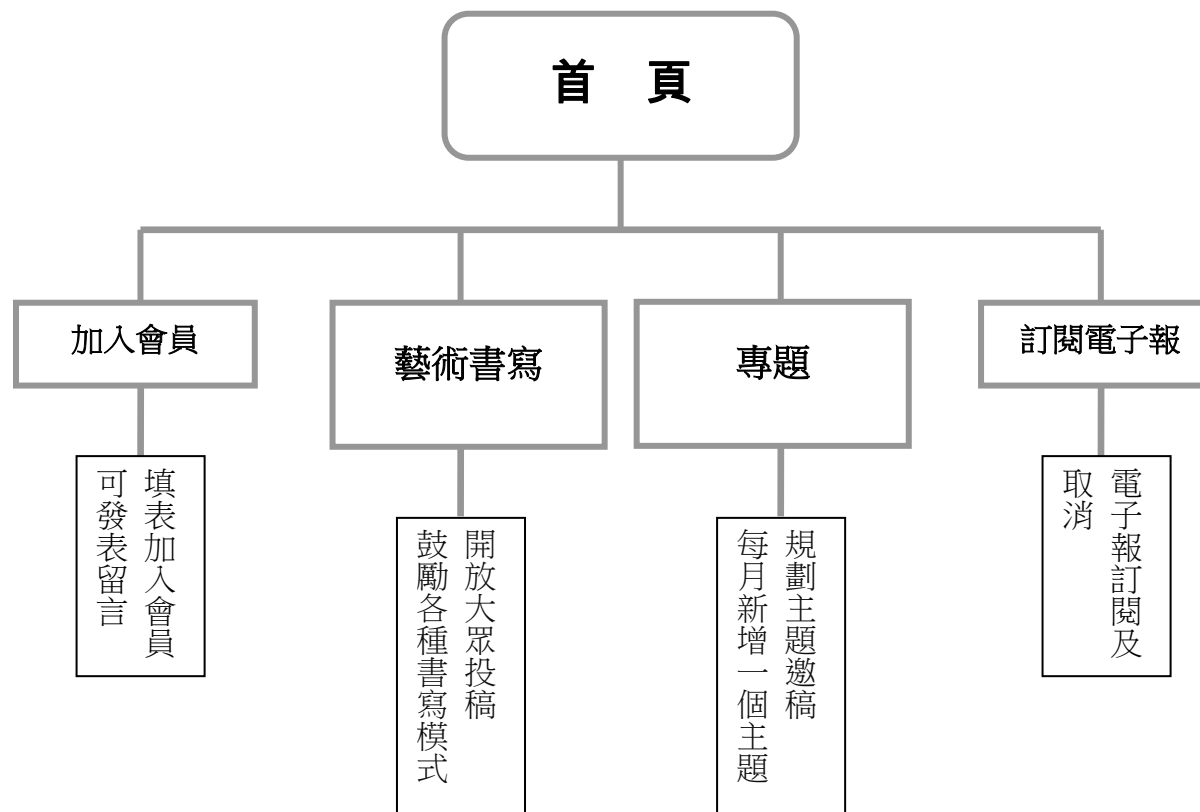 首　頁
加入會員
藝術書寫
專題
訂閱電子報
填表加入會員
可發表留言
開放大眾投稿
鼓勵各種書寫模式
規劃主題邀稿
每月新增一個主題
電子報訂閱及
取消